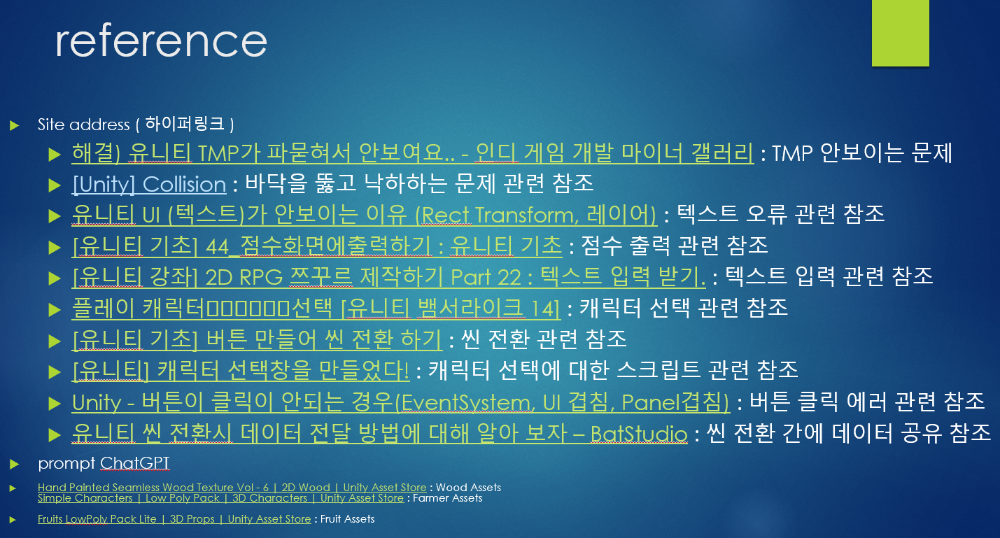 reference
Site address ( 하이퍼링크 )
해결) 유니티 TMP가 파묻혀서 안보여요.. - 인디 게임 개발 마이너 갤러리 : TMP 안보이는 문제
[Unity] Collision : 바닥을 뚫고 낙하하는 문제 관련 참조
유니티 UI (텍스트)가 안보이는 이유 (Rect Transform, 레이어) : 텍스트 오류 관련 참조
[유니티 기초] 44_점수화면에출력하기 : 유니티 기초 : 점수 출력 관련 참조
[유니티 강좌] 2D RPG 쯔꾸르 제작하기 Part 22 : 텍스트 입력 받기. : 텍스트 입력 관련 참조
플레이 캐릭터□□□□□□선택 [유니티 뱀서라이크 14] : 캐릭터 선택 관련 참조
[유니티 기초] 버튼 만들어 씬 전환 하기 : 씬 전환 관련 참조
[유니티] 캐릭터 선택창을 만들었다! : 캐릭터 선택에 대한 스크립트 관련 참조
Unity - 버튼이 클릭이 안되는 경우(EventSystem, UI 겹침, Panel겹침) : 버튼 클릭 에러 관련 참조
유니티 씬 전환시 데이터 전달 방법에 대해 알아 보자 – BatStudio : 씬 전환 간에 데이터 공유 참조
prompt ChatGPT
Hand Painted Seamless Wood Texture Vol - 6 | 2D Wood | Unity Asset Store : Wood Assets
Simple Characters | Low Poly Pack | 3D Characters | Unity Asset Store : Farmer Assets
Fruits LowPoly Pack Lite | 3D Props | Unity Asset Store : Fruit Assets